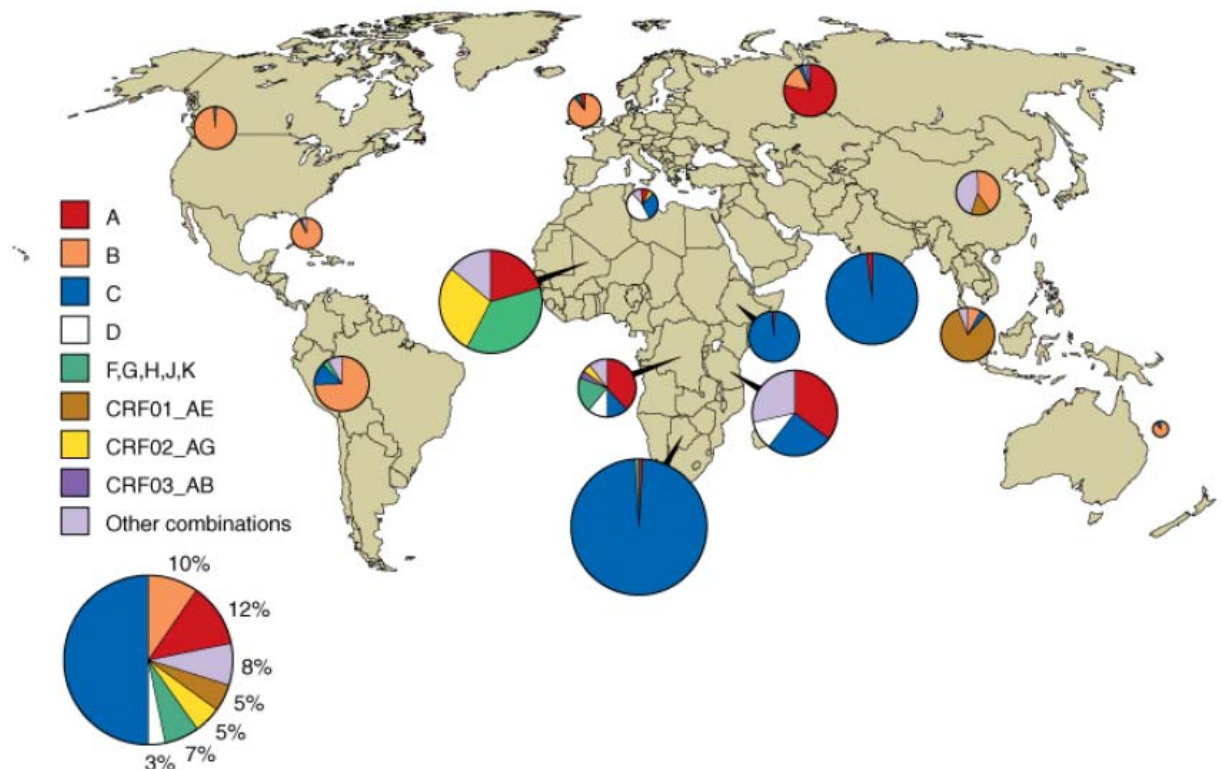 A
B
C
D
F,G,H,J,K
CRF01_AE
CRF02_AG
CRF03_AB
Other combinations
10%
12%
8%
5%
5%
7%
3%